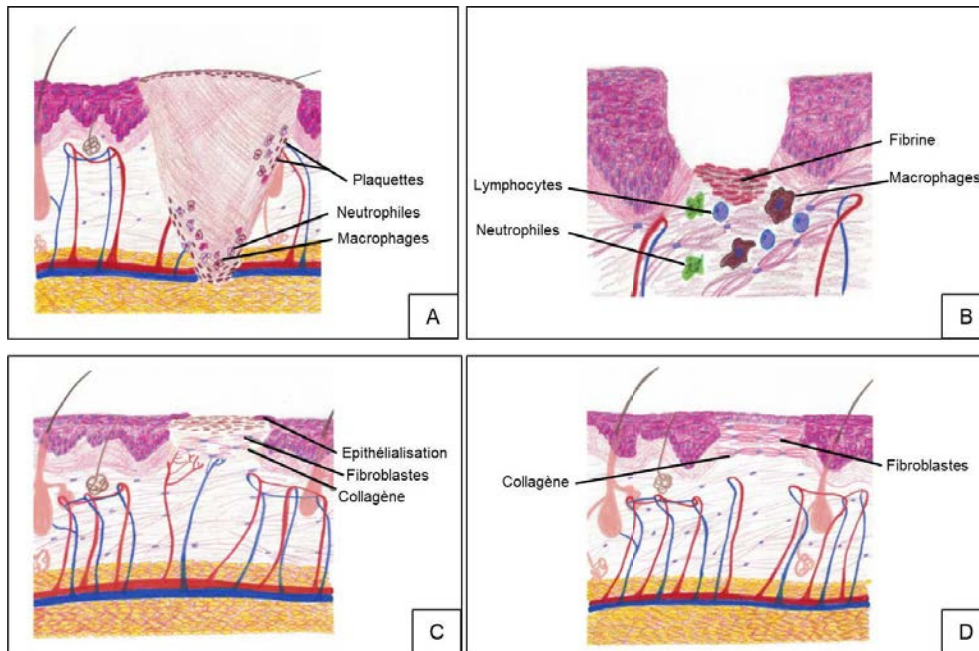 Plaquettes
Neutrophiles
Macrophages
A
Fibrine
Lymphocytes
Macrophages
Neutrophiles
B
Epithélialisation
Fibroblastes
Collagène
C
Collagène
Fibroblastes
D